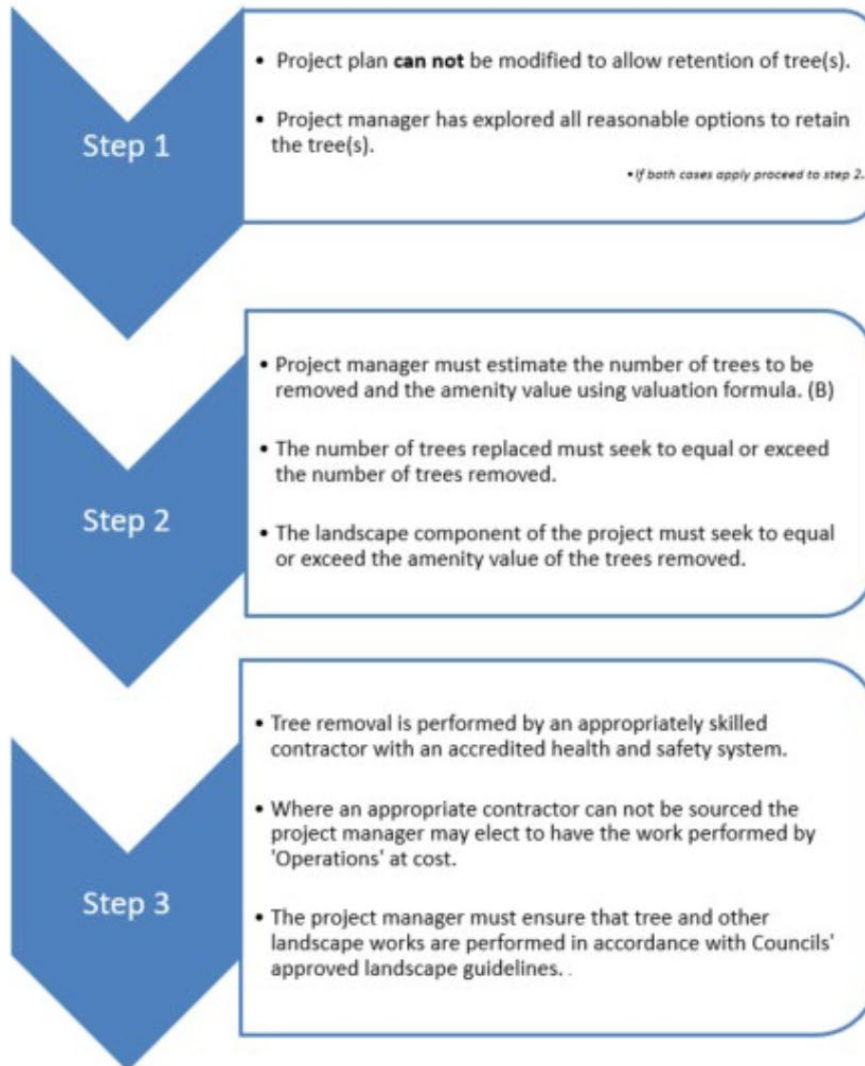 Step 1
• Project plan can not be modified to allow retention of tree(s).
• Project manager has explored all reasonable options to retain
the tree(s).
• If both cases apply proceed to step 2.
Step 2
• Project manager must estimate the number of trees to be
removed and the amenity value using valuation formula. (B)
• The number of trees replaced must seek to equal or exceed
the number of trees removed.
• The landscape component of the project must seek to equal
or exceed the amenity value of the trees removed.
Step 3
• Tree removal is performed by an appropriately skilled
contractor with an accredited health and safety system.
• Where an appropriate contractor can not be sourced the
project manager may elect to have the work performed by
'Operations' at cost.
• The project manager must ensure that tree and other
landscape works are performed in accordance with Councils'
approved landscape guidelines. .